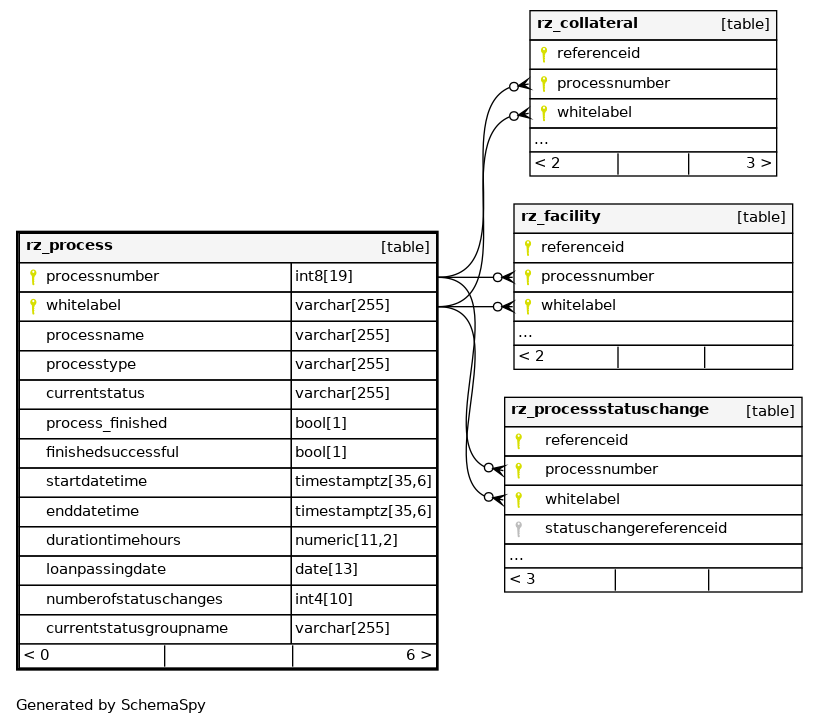 rz_collateral [table]
referenceid
processnumber
whitelabel
...
< 2 3 >
rz_facility [table]
referenceid
processnumber
whitelabel
...
< 2
rz_process [table]
processnumber int8[19]
whitelabel varchar[255]
processname varchar[255]
processtype varchar[255]
currentstatus varchar[255]
process_finished bool[1]
finishedsuccessful bool[1]
startdatetime timestamptz[35,6]
enddatetime timestamptz[35,6]
durationtimehours numeric[11,2]
loanpassingdate date[13]
numberofstatuschanges int4[10]
currentstatusgroupname varchar[255]
< 0 6 >
rz_processstatuschange [table]
referenceid
processnumber
whitelabel
statuschangereferenceid
...
< 3
Generated by SchemaSpy